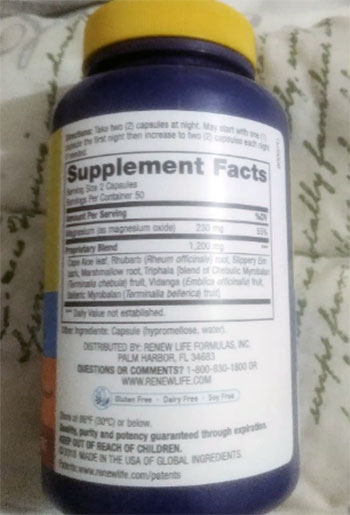 Directions: Take two (2) capsules at night. May start with one (1)
capsule the first night then increase to two (2) capsules each night
if needed.
Supplement Facts
Serving Size 2 Capsules
Servings Per Container 50
Amount Per Serving %DV
Magnesium (as magnesium oxide) 230 mg 55%
Proprietary Blend 1,200 mg **
Cape Aloe leaf, Rhubarb (Rheum officinale) root, Slippery Elm
bark, Marshmallow root, Triphala [blend of Chebulic Myrobalan
(Terminalia chebula) fruit, Vidanga (Emblica officinalis) fruit,
Belleric Myrobalan (Terminalia bellerica) fruit]
** Daily Value not established.
Other Ingredients: Capsule (hypromellose, water).
DISTRIBUTED BY: RENEW LIFE FORMULAS, INC.
PALM HARBOR, FL 34683
QUESTIONS OR COMMENTS? 1-800-830-1800 OR
WWW.RENEWLIFE.COM
Gluten Free · Dairy Free · Soy Free
Store at 86°F (30°C) or below.
Quality, purity and potency guaranteed through expiration.
KEEP OUT OF REACH OF CHILDREN.
MADE IN THE USA OF GLOBAL INGREDIENTS.
Patents: www.renewlife.com/patents